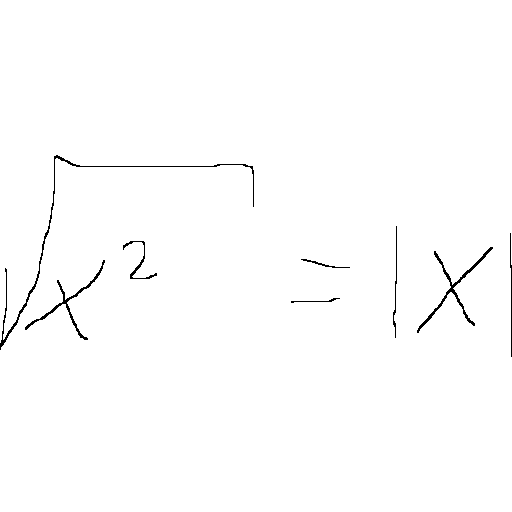 √x² = |x|